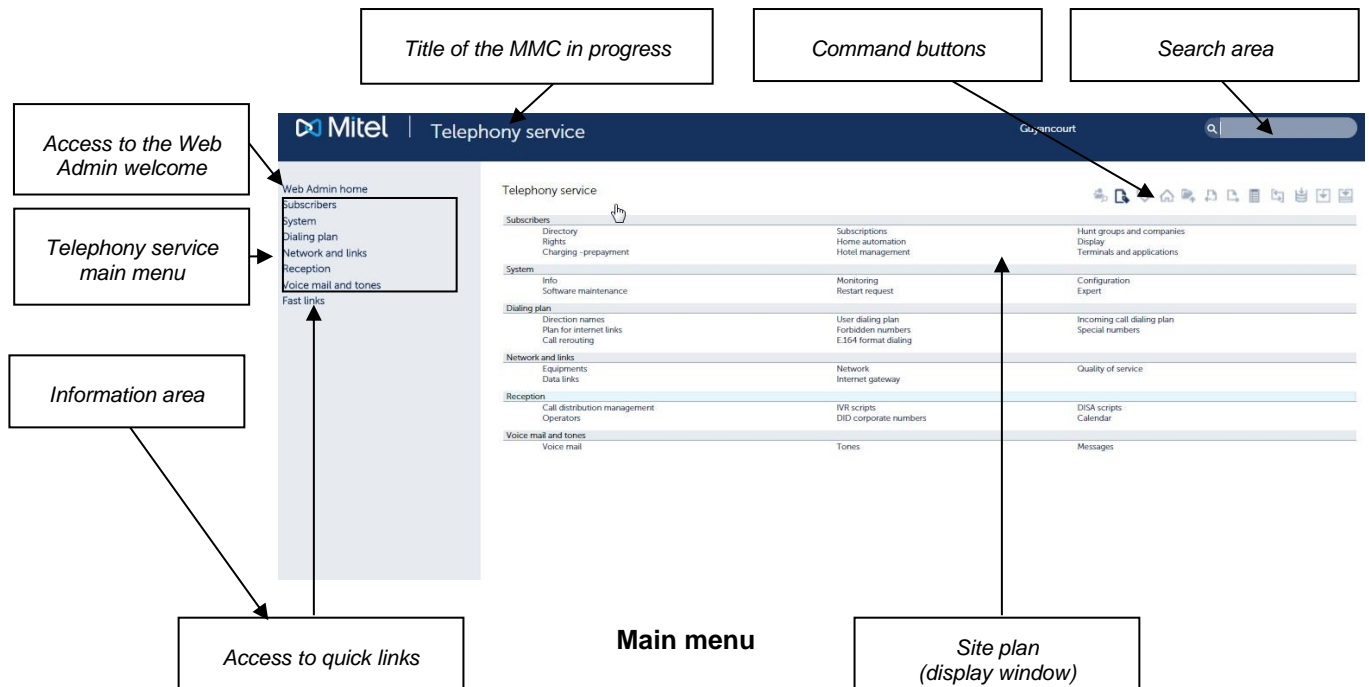 Title of the MMC in progress
Command buttons
Search area
Access to the Web
Admin welcome
Mitel
Telephony service
Guyancourt
Web Admin home
Subscribers
System
Dialing plan
Network and links
Reception
Voice mail and tones
Fast links
Telephony service
main menu
Information area
Telephony service
Subscribers
Directory Subscriptions Hunt groups and companies
Rights Home automation Display
Charging -prepayment Hotel management Terminals and applications
System
Info Monitoring Configuration
Software maintenance Restart request Expert
Dialing plan
Direction names User dialing plan Incoming call dialing plan
Plan for internet links Forbidden numbers Special numbers
Call rerouting E.164 format dialing
Network and links
Equipments Network Quality of service
Data links Internet gateway
Reception
Call distribution management IVR scripts DISA scripts
Operators DID corporate numbers Calendar
Voice mail and tones
Voice mail Tones Messages
Access to quick links
Main menu
Site plan
(display window)